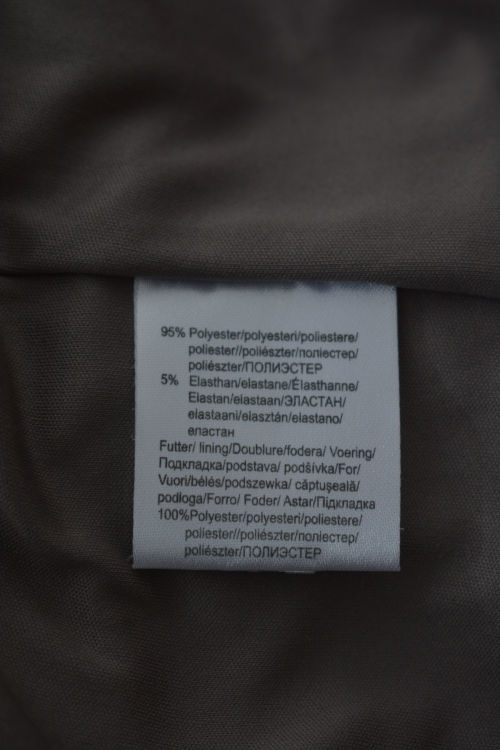 95% Polyester/polyesteri/poliestere/
poliester//poliészter/поліестер/
poliészter/ПОЛИЭСТЕР
5% Elasthan/elastane/Élasthanne/
Elastan/elastaan/ЭЛАСТАН/
elastaani/elasztán/elastano/
еластан
Futter/ lining/Doublure/fodera/ Voering/
Подкладка/podstava/ podšívka/For/
Vuori/bélés/podszewka/ căptuşeală/
podloga/Forro/ Foder/ Astar/Підкладка
100%Polyester/polyesteri/poliestere/
poliester//poliészter/поліестер/
poliészter/ПОЛИЭСТЕР